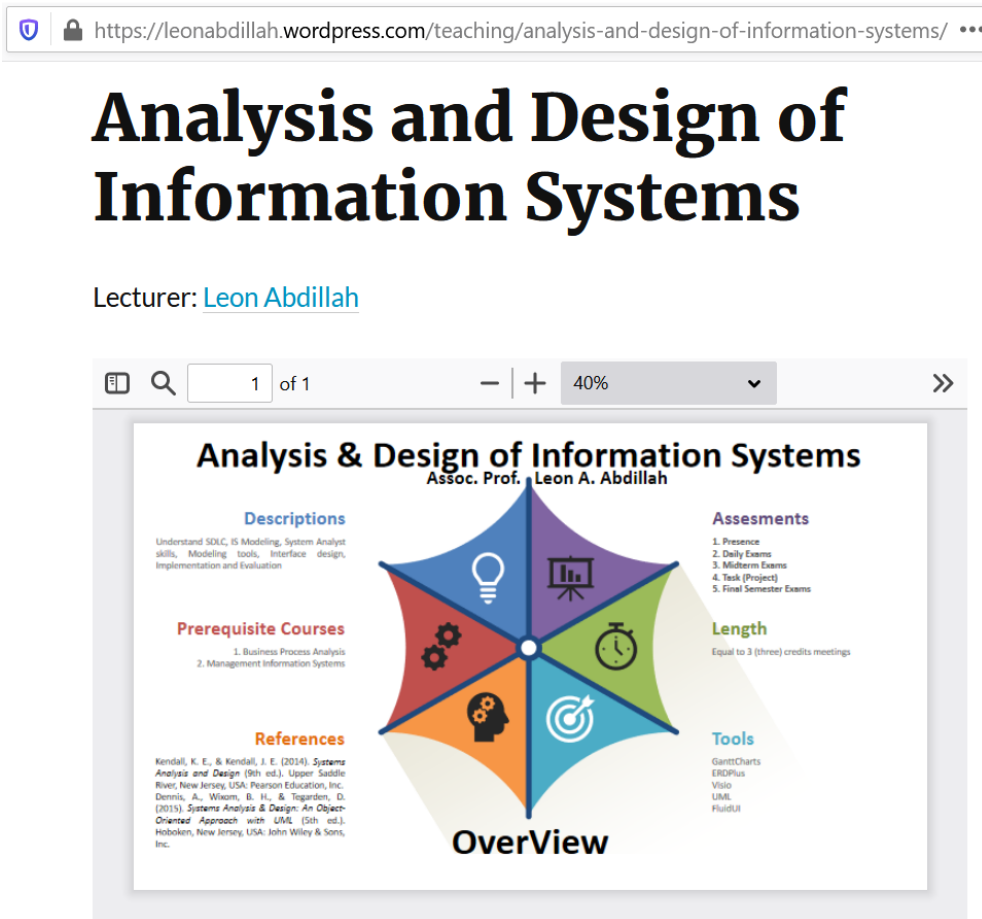 https://leonabdillah.wordpress.com/teaching/analysis-and-design-of-information-systems/
Analysis and Design of
Information Systems
Lecturer: Leon Abdillah
1 of 1
40%
Analysis & Design of Information Systems
Assoc. Prof. Leon A. Abdillah
Descriptions
Understand SDLC, IS Modeling, System Analyst
skills, Modeling tools, Interface design,
Implementation and Evaluation
Prerequisite Courses
1. Business Process Analysis
2. Management Information Systems
References
Kendall, K. E., & Kendall, J. E. (2014). Systems
Analysis and Design (9th ed.). Upper Saddle
River, New Jersey, USA: Pearson Education, Inc.
Dennis, A., Wixom, B. H., & Tegarden, D.
(2015). Systems Analysis & Design: An Object-
Oriented Approach with UML (5th ed.).
Hoboken, New Jersey, USA: John Wiley & Sons,
Inc.
Assesments
1. Presence
2. Daily Exams
3. Midterm Exams
4. Task (Project)
5. Final Semester Exams
Length
Equal to 3 (three) credits meetings
Tools
GanttCharts
ERDPlus
Visio
UML
FluidUI
OverView